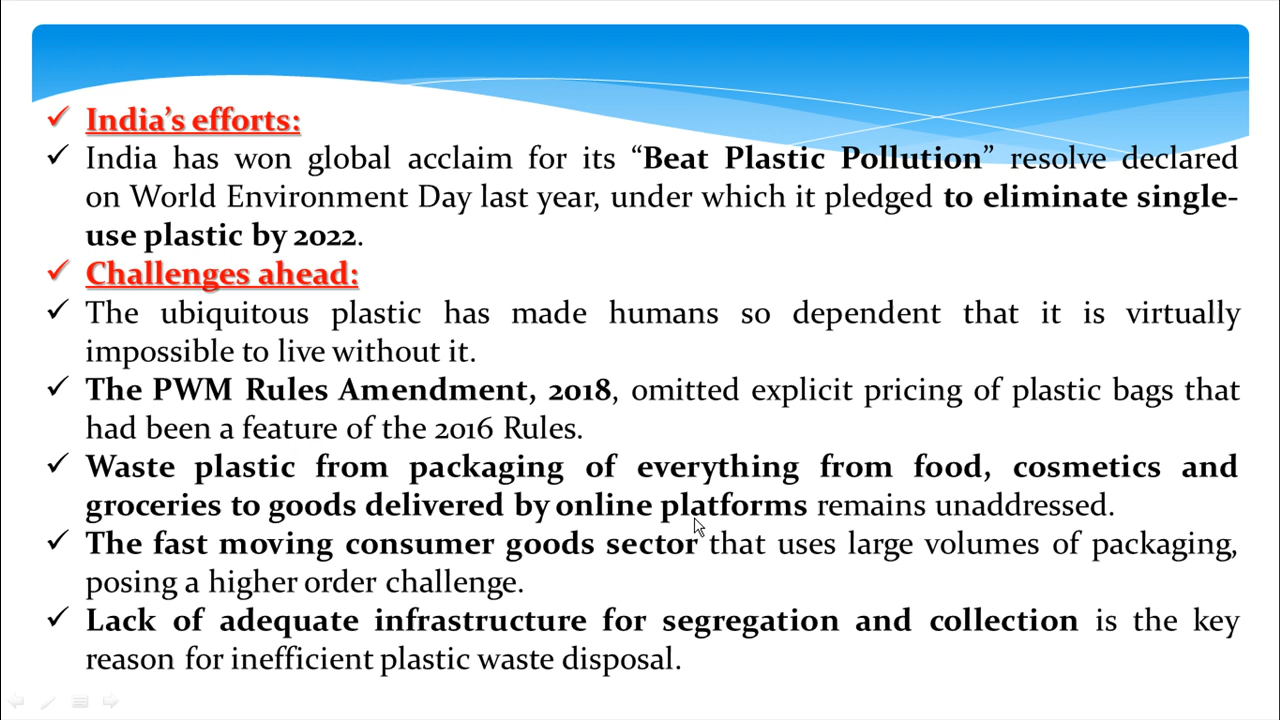 ✓ India's efforts:
✓ India has won global acclaim for its “Beat Plastic Pollution” resolve declared
on World Environment Day last year, under which it pledged to eliminate single-
use plastic by 2022.
✓ Challenges ahead:
✓ The ubiquitous plastic has made humans so dependent that it is virtually
impossible to live without it.
✓ The PWM Rules Amendment, 2018, omitted explicit pricing of plastic bags that
had been a feature of the 2016 Rules.
✓ Waste plastic from packaging of everything from food, cosmetics and
groceries to goods delivered by online platforms remains unaddressed.
✓ The fast moving consumer goods sector that uses large volumes of packaging,
posing a higher order challenge.
✓ Lack of adequate infrastructure for segregation and collection is the key
reason for inefficient plastic waste disposal.